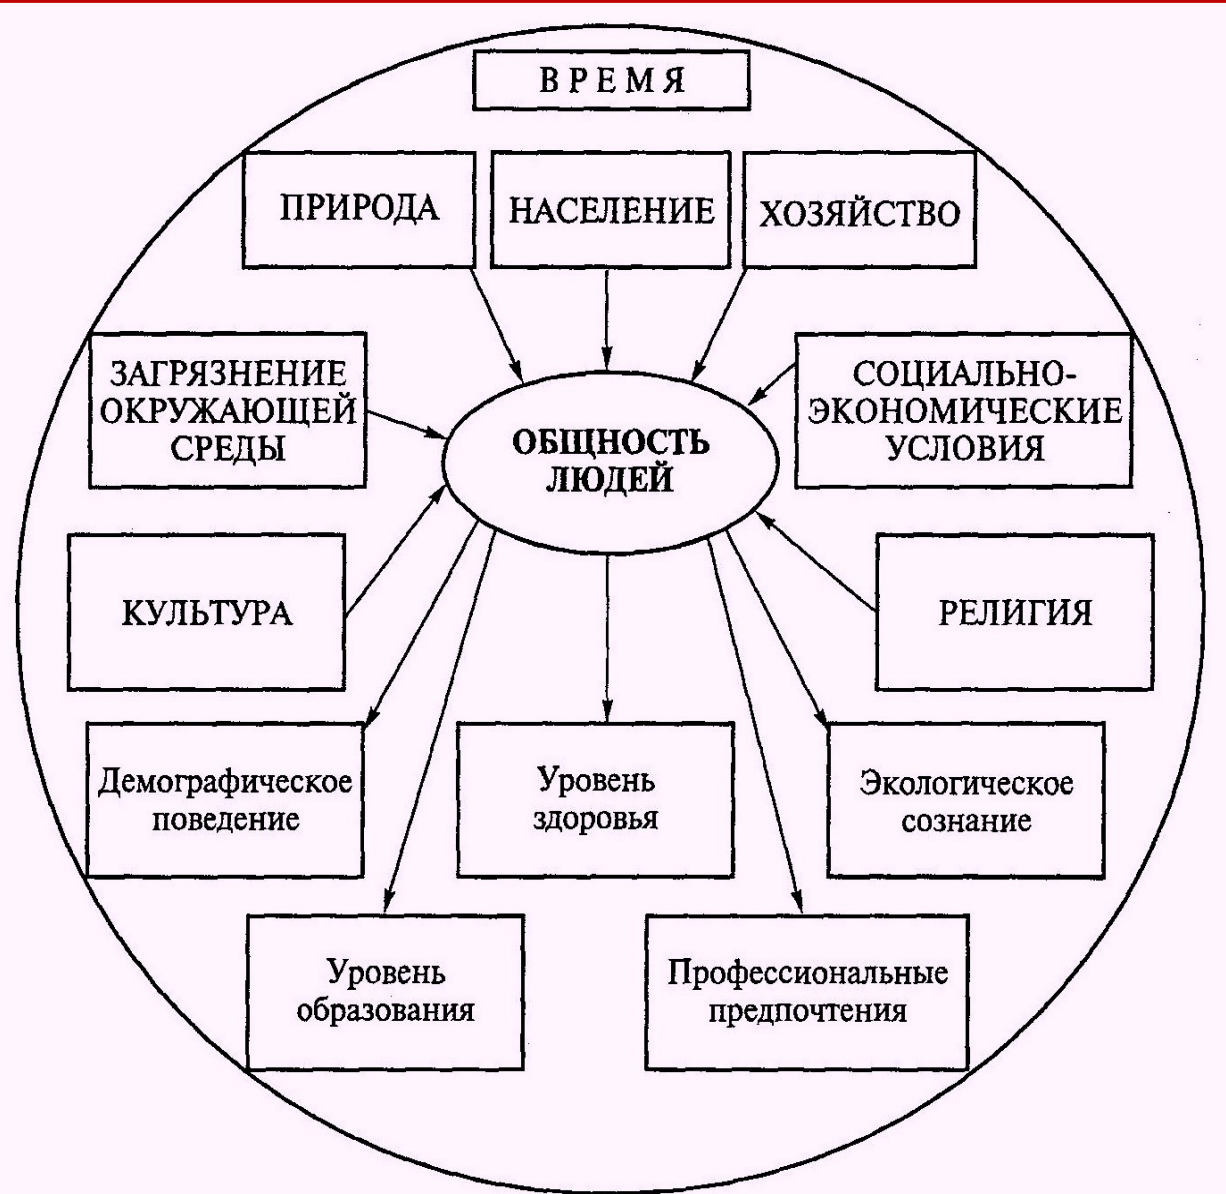 ВРЕМЯ
ПРИРОДА
НАСЕЛЕНИЕ
ХОЗЯЙСТВО
ЗАГРЯЗНЕНИЕ
ОКРУЖАЮЩЕЙ
СРЕДЫ
ОБЩНОСТЬ
ЛЮДЕЙ
СОЦИАЛЬНО-
ЭКОНОМИЧЕСКИЕ
УСЛОВИЯ
КУЛЬТУРА
РЕЛИГИЯ
Демографическое
поведение
Уровень
здоровья
Экологическое
сознание
Уровень
образования
Профессиональные
предпочтения